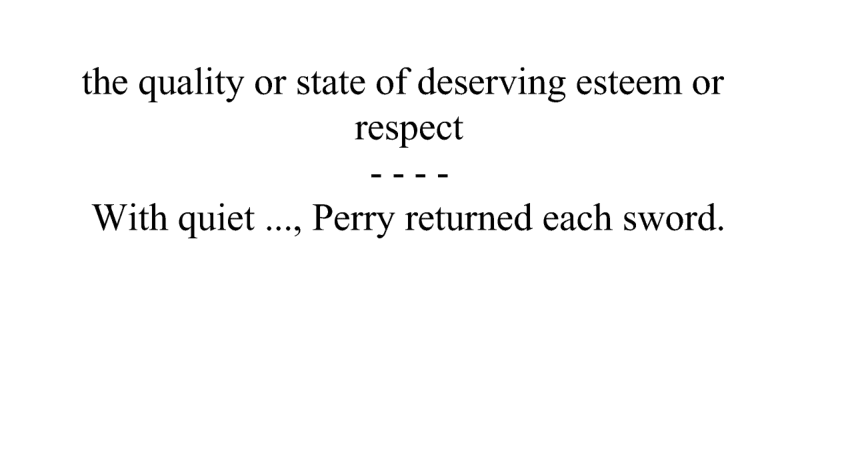 the quality or state of deserving esteem or
respect
- - - -
With quiet ..., Perry returned each sword.